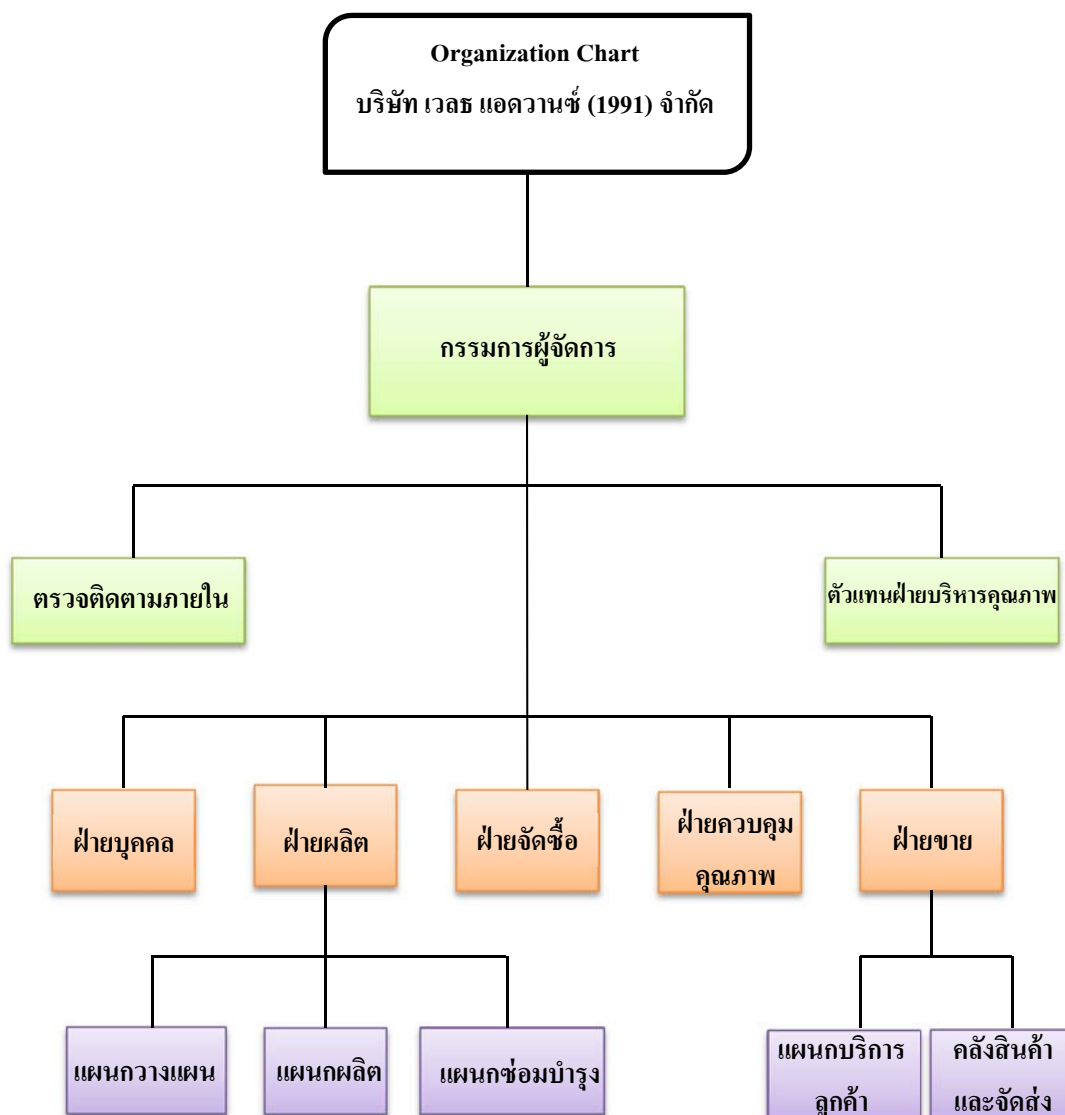 Organization Chart
บริษัท เวลธ แอดวานซ์ (1991) จำกัด
กรรมการผู้จัดการ
ตรวจติดตามภายใน
ตัวแทนฝ่ายบริหารคุณภาพ
ฝ่ายบุคคล
ฝ่ายผลิต
ฝ่ายจัดซื้อ
ฝ่ายควบคุม
คุณภาพ
ฝ่ายขาย
แผนกวางแผน
แผนกผลิต
แผนกซ่อมบำรุง
แผนกบริการ
ลูกค้า
คลังสินค้า
และจัดส่ง